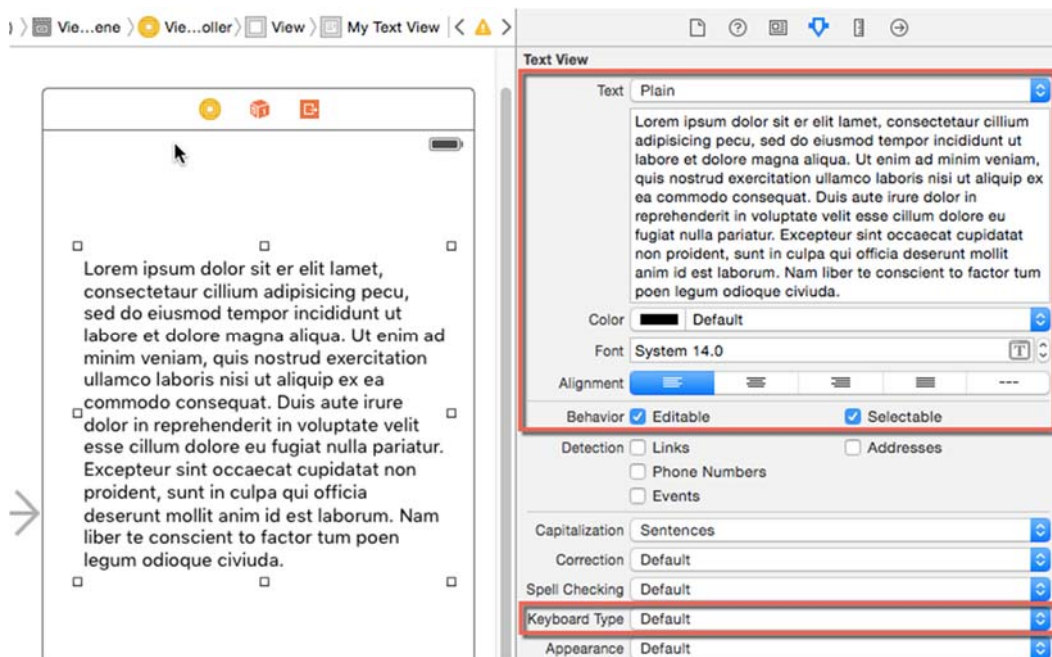 Vie...ene
Vie...oller
View
My Text View
Lorem ipsum dolor sit er elit lamet,
consectetaur cillium adipisicing pecu,
sed do eiusmod tempor incididunt ut
labore et dolore magna aliqua. Ut enim ad
minim veniam, quis nostrud exercitation
ullamco laboris nisi ut aliquip ex ea
commodo consequat. Duis aute irure
dolor in reprehenderit in voluptate velit
esse cillum dolore eu fugiat nulla pariatur.
Excepteur sint occaecat cupidatat non
proident, sunt in culpa qui officia
deserunt mollit anim id est laborum. Nam
liber te conscient to factor tum poen
legum odioque civiuda.
Text View
Text Plain
Lorem ipsum dolor sit er elit lamet, consectetaur cillium
adipisicing pecu, sed do eiusmod tempor incididunt ut
labore et dolore magna aliqua. Ut enim ad minim veniam,
quis nostrud exercitation ullamco laboris nisi ut aliquip ex
ea commodo consequat. Duis aute irure dolor in
reprehenderit in voluptate velit esse cillum dolore eu
fugiat nulla pariatur. Excepteur sint occaecat cupidatat
non proident, sunt in culpa qui officia deserunt mollit
anim id est laborum. Nam liber te conscient to factor tum
poen legum odioque civiuda.
Color Default
Font System 14.0 T
Alignment ---
Behavior Editable Selectable
Detection Links Addresses
Phone Numbers
Events
Capitalization Sentences
Correction Default
Spell Checking Default
Keyboard Type Default
Appearance Default